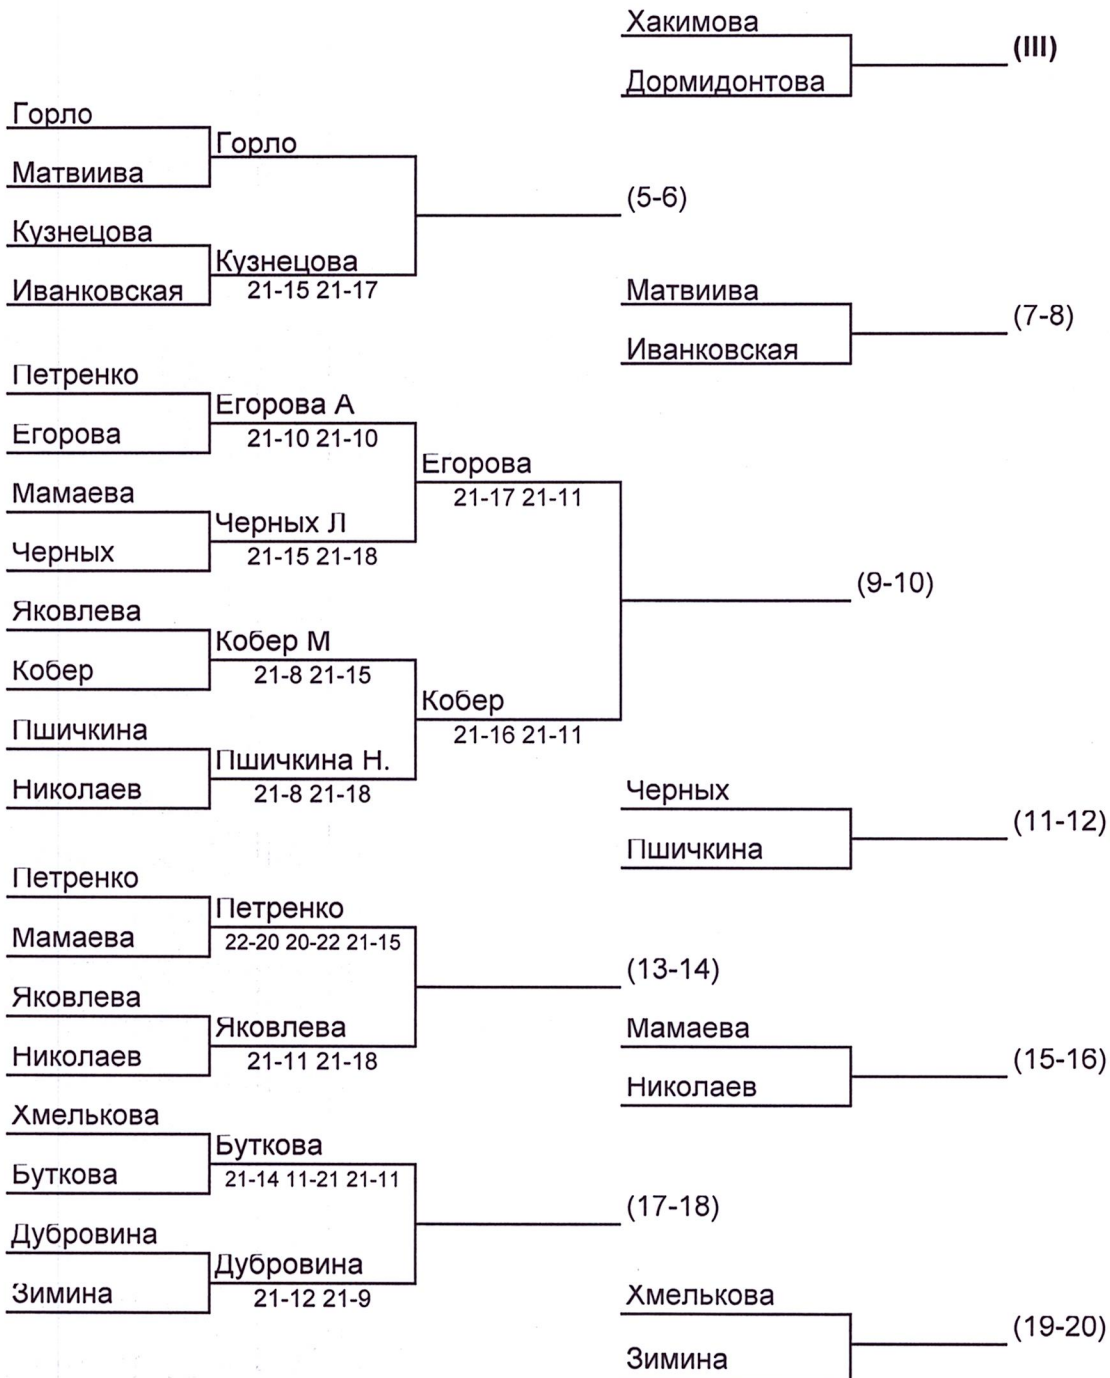 Хакимова
(III)
Дормидонтова
Горло
Горло
Матвиива
(5-6)
Кузнецова
Кузнецова
Иванковская
21-15 21-17
Матвиива
(7-8)
Иванковская
Петренко
Егорова А
Егорова
21-10 21-10
Егорова
21-17 21-11
Мамаева
Черных Л
Черных
21-15 21-18
(9-10)
Яковлева
Кобер М
Кобер
21-8 21-15
Кобер
21-16 21-11
Пшичкина
Пшичкина Н.
Николаев
21-8 21-18
Черных
(11-12)
Пшичкина
Петренко
Петренко
Мамаева
22-20 20-22 21-15
(13-14)
Яковлева
Яковлева
Николаев
21-11 21-18
Мамаева
(15-16)
Николаев
Хмелькова
Буткова
Буткова
21-14 11-21 21-11
(17-18)
Дубровина
Дубровина
Зимина
21-12 21-9
Хмелькова
(19-20)
Зимина